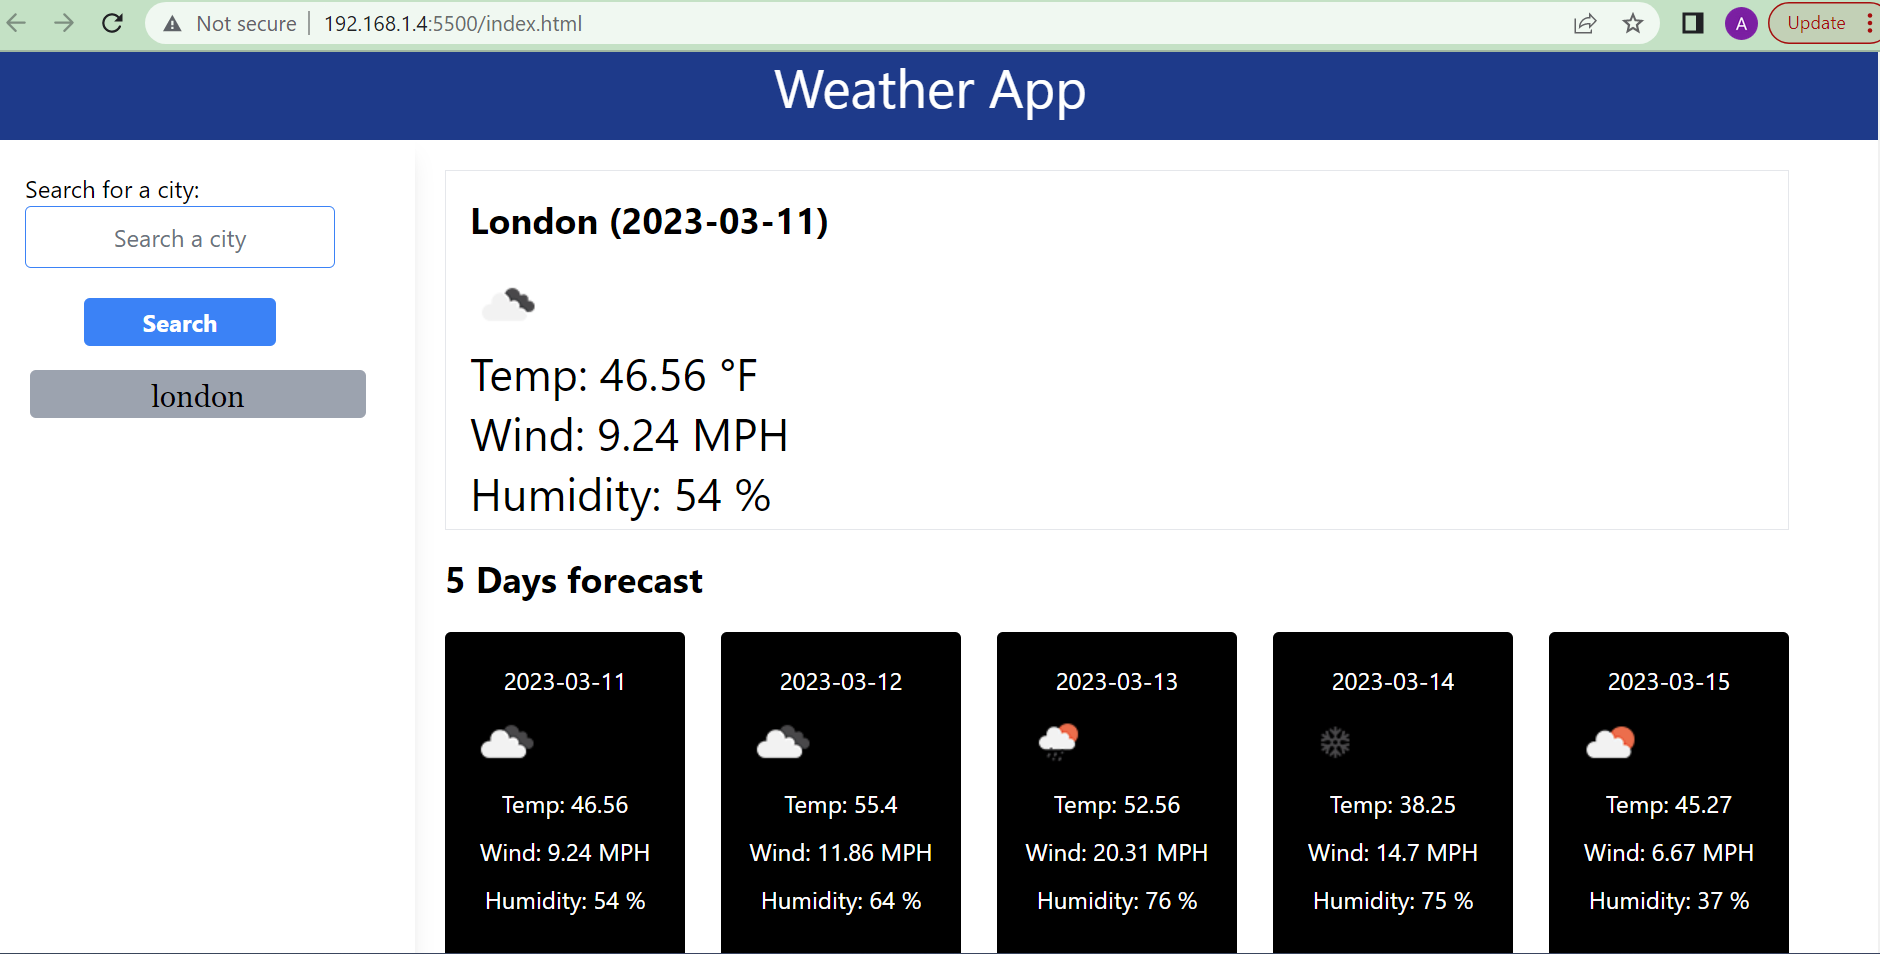 Not secure | 192.168.1.4:5500/index.html
A
Update
Weather App
Search for a city:
Search a city
Search
london
London (2023-03-11)
Temp: 46.56 °F
Wind: 9.24 MPH
Humidity: 54 %
5 Days forecast
2023-03-11
Temp: 46.56
Wind: 9.24 MPH
Humidity: 54 %
2023-03-12
Temp: 55.4
Wind: 11.86 MPH
Humidity: 64 %
2023-03-13
Temp: 52.56
Wind: 20.31 MPH
Humidity: 76 %
2023-03-14
Temp: 38.25
Wind: 14.7 MPH
Humidity: 75 %
2023-03-15
Temp: 45.27
Wind: 6.67 MPH
Humidity: 37 %